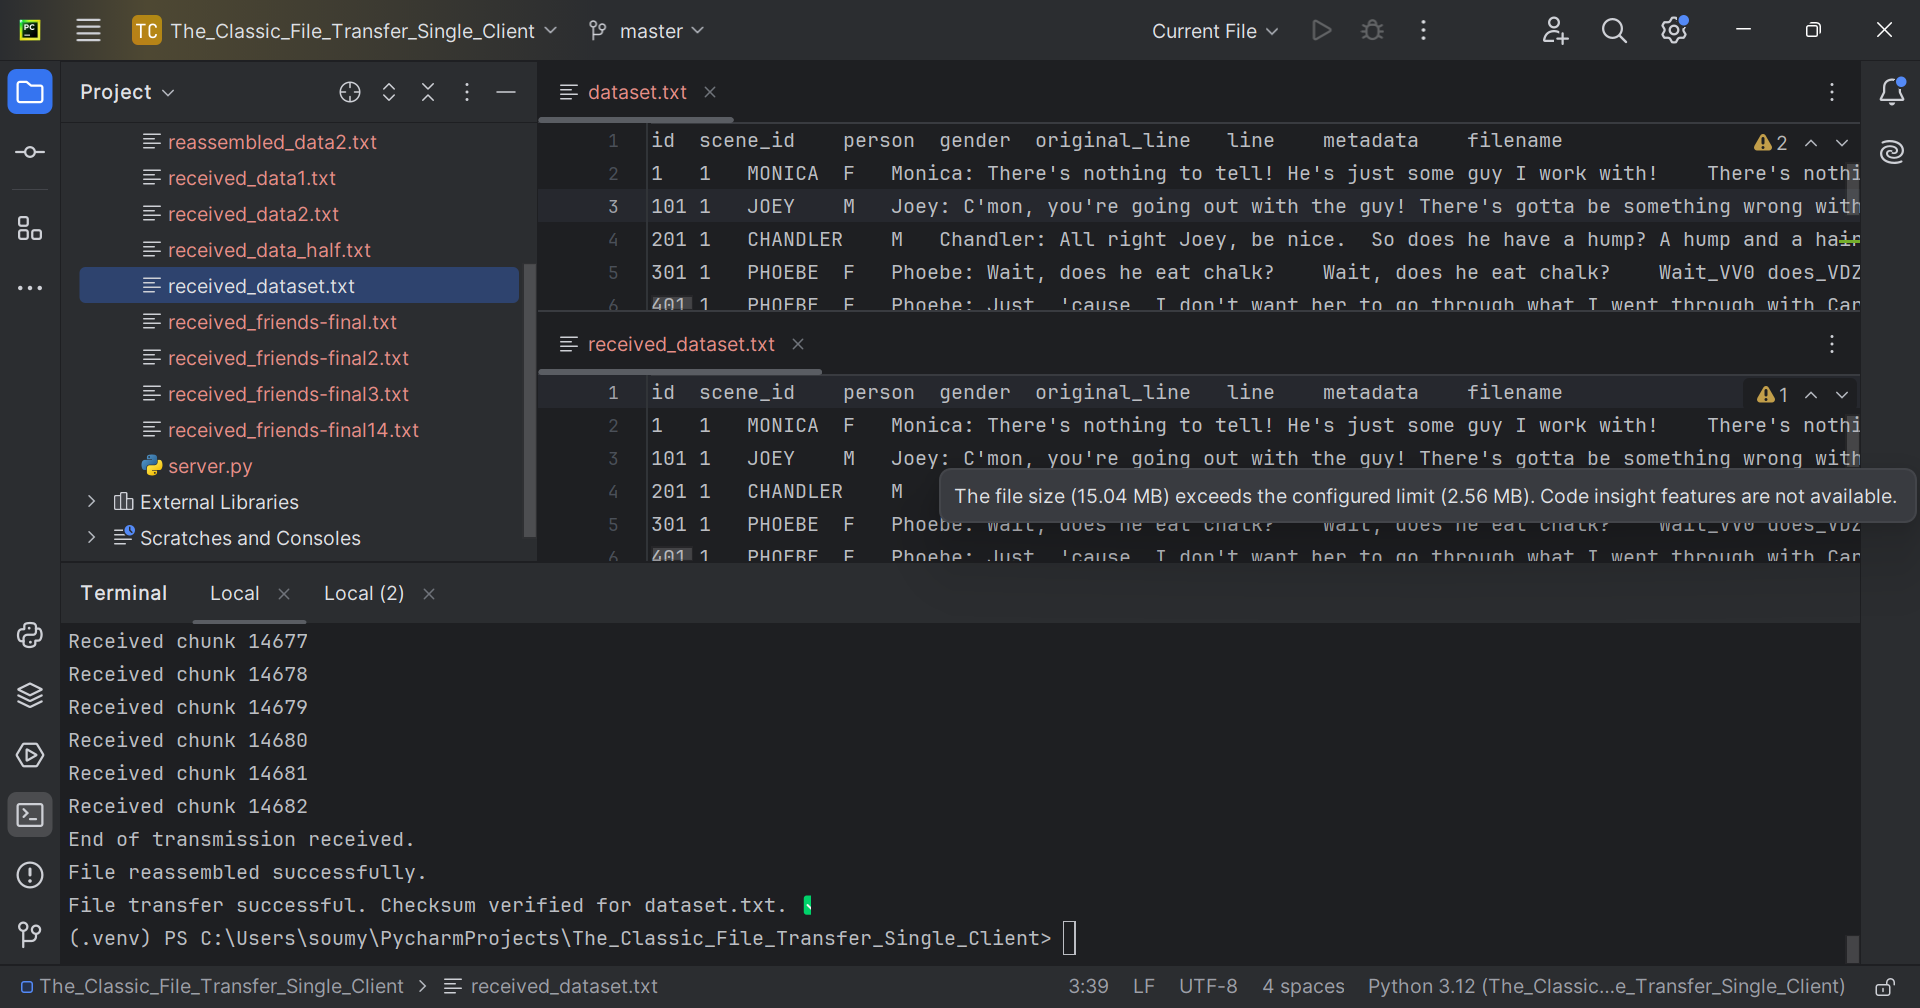 PC
TC The_Classic_File_Transfer_Single_Client master Current File
Project
reassembled_data2.txt
received_data1.txt
received_data2.txt
received_data_half.txt
received_dataset.txt
received_friends-final.txt
received_friends-final2.txt
received_friends-final3.txt
received_friends-final14.txt
server.py
External Libraries
Scratches and Consoles
dataset.txt
1 id scene_id person gender original_line line metadata filename 2
2 1 1 MONICA F Monica: There's nothing to tell! He's just some guy I work with! There's nothi
3 101 1 JOEY M Joey: C'mon, you're going out with the guy! There's gotta be something wrong with
4 201 1 CHANDLER M Chandler: All right Joey, be nice. So does he have a hump? A hump and a hair
5 301 1 PHOEBE F Phoebe: Wait, does he eat chalk? Wait, does he eat chalk? Wait_VV0 does_VDZ
6 401 1 PHOEBE F Phoebe: Just, 'cause, I don't want her to go through what I went through with Car
received_dataset.txt
1 id scene_id person gender original_line line metadata filename 1
2 1 1 MONICA F Monica: There's nothing to tell! He's just some guy I work with! There's nothi
3 101 1 JOEY M Joey: C'mon, you're going out with the guy! There's gotta be something wrong with
4 201 1 CHANDLER M
The file size (15.04 MB) exceeds the configured limit (2.56 MB). Code insight features are not available.
5 301 1 PHOEBE F Phoebe: Wait, does he eat chalk? Wait, does he eat chalk? Wait_VV0 does_VDZ
6 401 1 PHOEBE F Phoebe: Just, 'cause, I don't want her to go through what I went through with Car
Terminal Local Local (2)
Received chunk 14677
Received chunk 14678
Received chunk 14679
Received chunk 14680
Received chunk 14681
Received chunk 14682
End of transmission received.
File reassembled successfully.
File transfer successful. Checksum verified for dataset.txt.
(.venv) PS C:\Users\soumy\PycharmProjects\The_Classic_File_Transfer_Single_Client>
The_Classic_File_Transfer_Single_Client > received_dataset.txt 3:39 LF UTF-8 4 spaces Python 3.12 (The_Classic...e_Transfer_Single_Client)